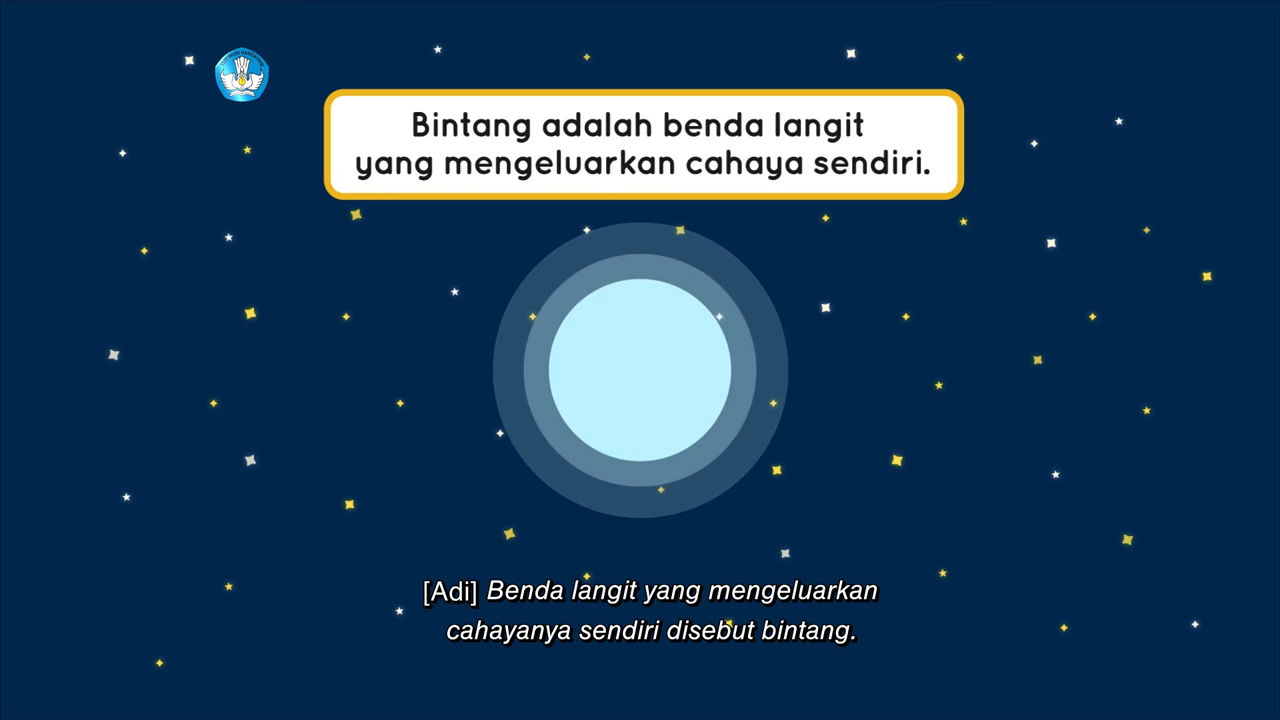 Bintang adalah benda langit
yang mengeluarkan cahaya sendiri.
[Adi] Benda langit yang mengeluarkan
cahayanya sendiri disebut bintang.